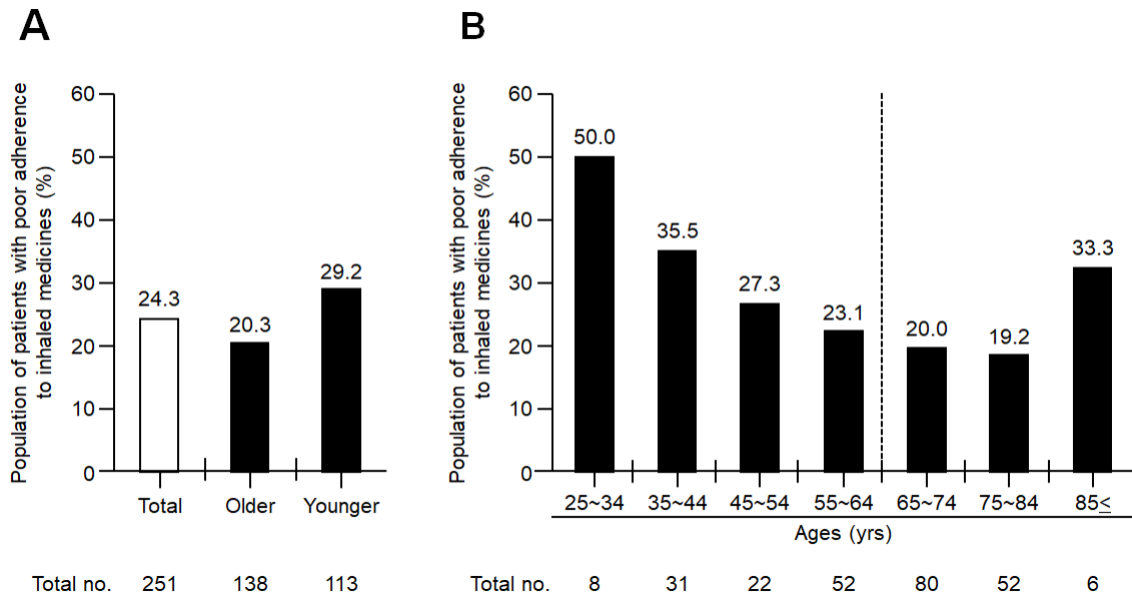 A
Population of patients with poor adherence
to inhaled medicines (%)
60
50
40
30
20
10
0
24.3
20.3
29.2
Total Older Younger
Total no. 251 138 113
B
Population of patients with poor adherence
to inhaled medicines (%)
60
50
40
30
20
10
0
50.0
35.5
27.3
23.1
20.0
19.2
33.3
25~34 35~44 45~54 55~64 65~74 75~84 85≤
Ages (yrs)
Total no. 8 31 22 52 80 52 6